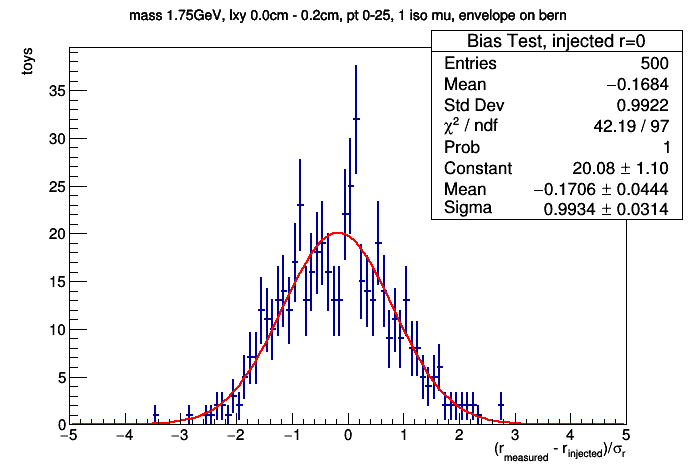 mass 1.75GeV, lxy 0.0cm - 0.2cm, pt 0-25, 1 iso mu, envelope on bern
toys
Bias Test, injected r=0
Entries 500
Mean −0.1684
Std Dev 0.9922
χ² / ndf 42.19 / 97
Prob 1
Constant 20.08 ± 1.10
Mean −0.1706 ± 0.0444
Sigma 0.9934 ± 0.0314
35
30
25
20
15
10
5
0
−5 −4 −3 −2 −1 0 1 2 3 4 5
(r_measured - r_injected)/σ_r